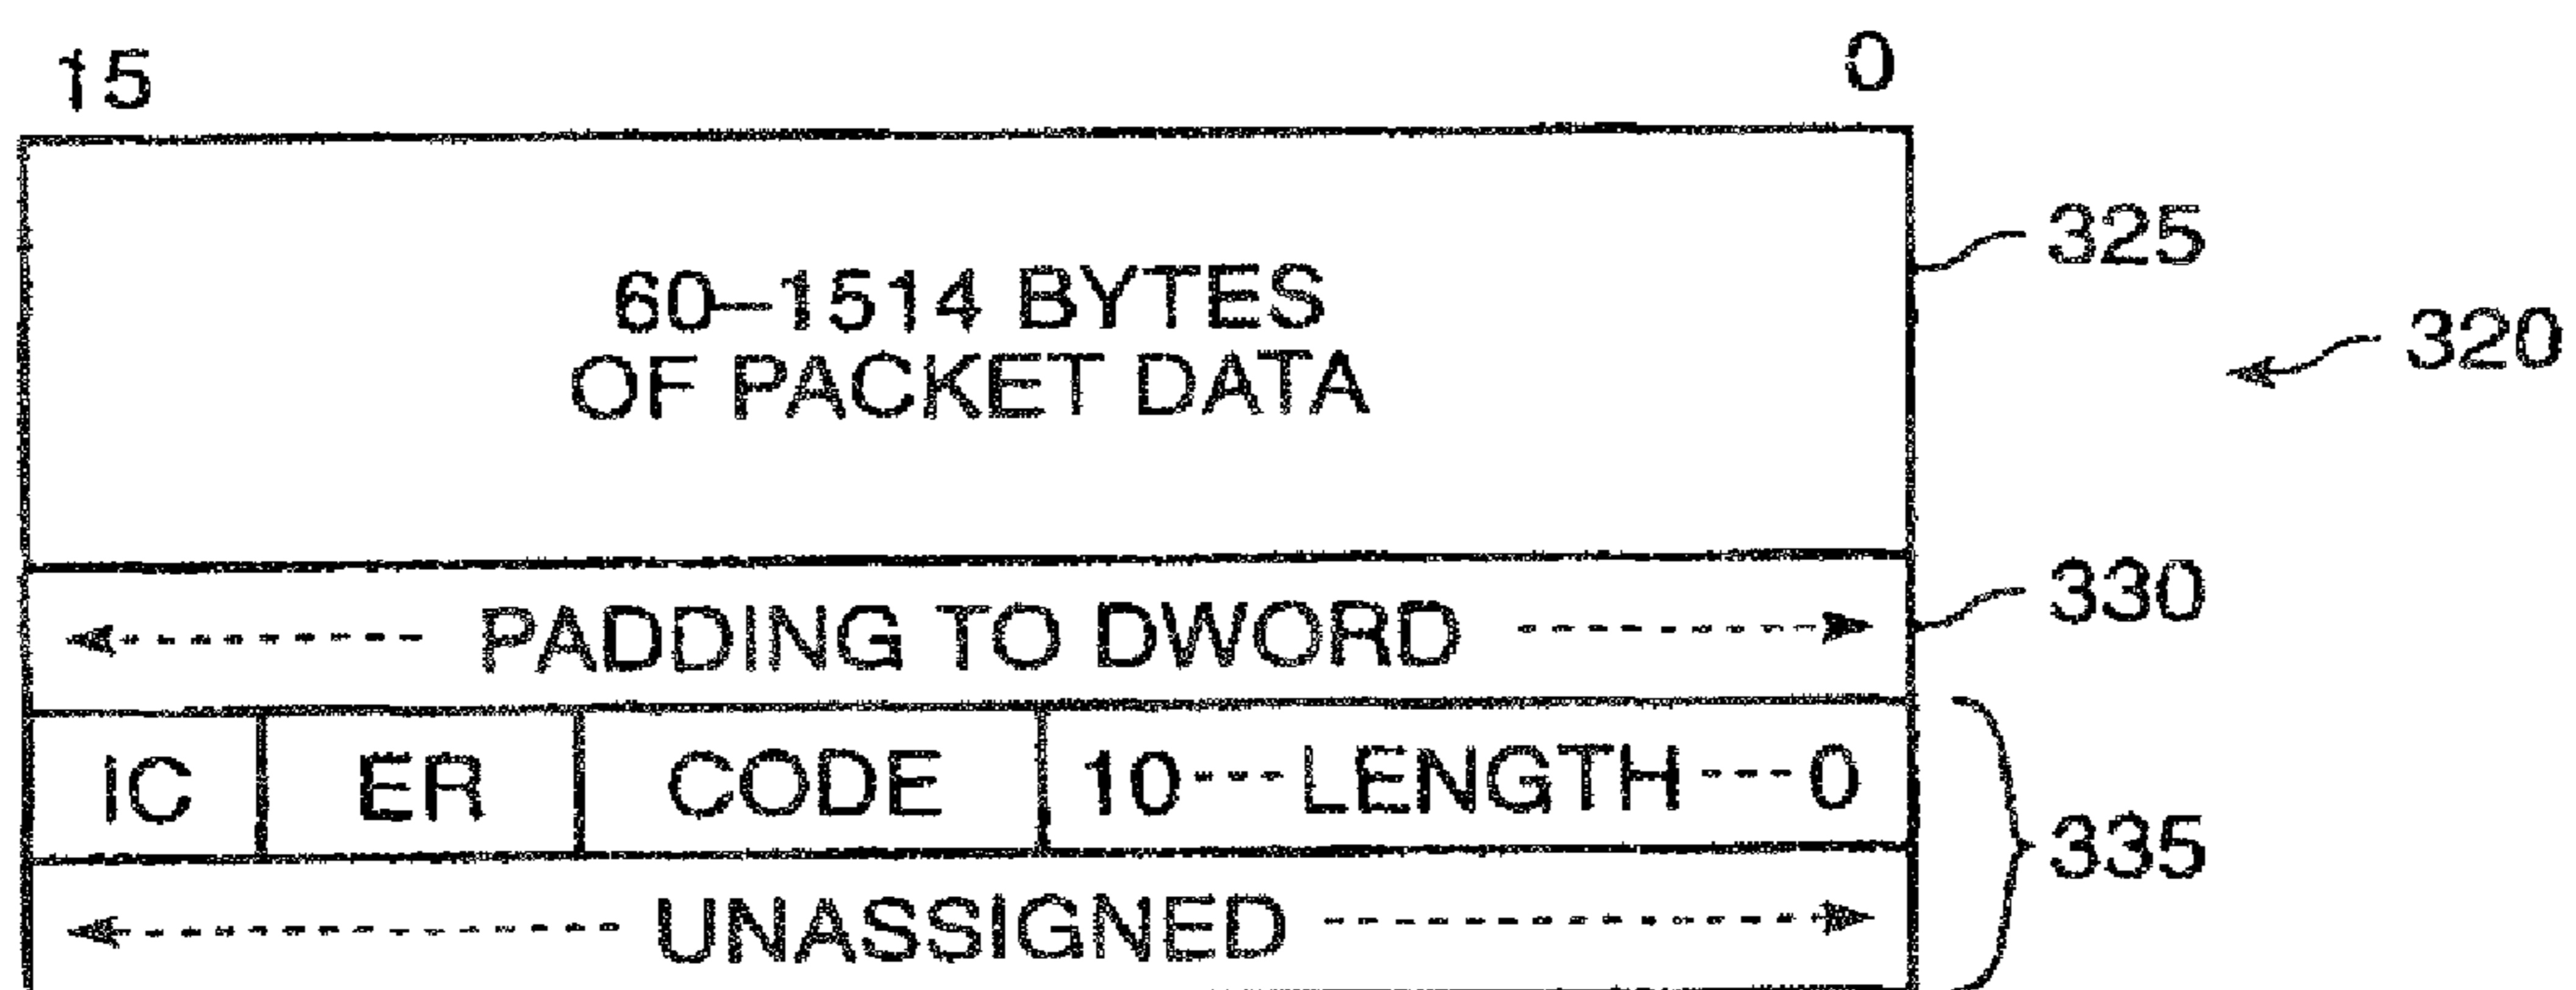 15 0
60-1514 BYTES
OF PACKET DATA
325
320
PADDING TO DWORD
330
IC ER CODE 10---LENGTH---0
335
UNASSIGNED